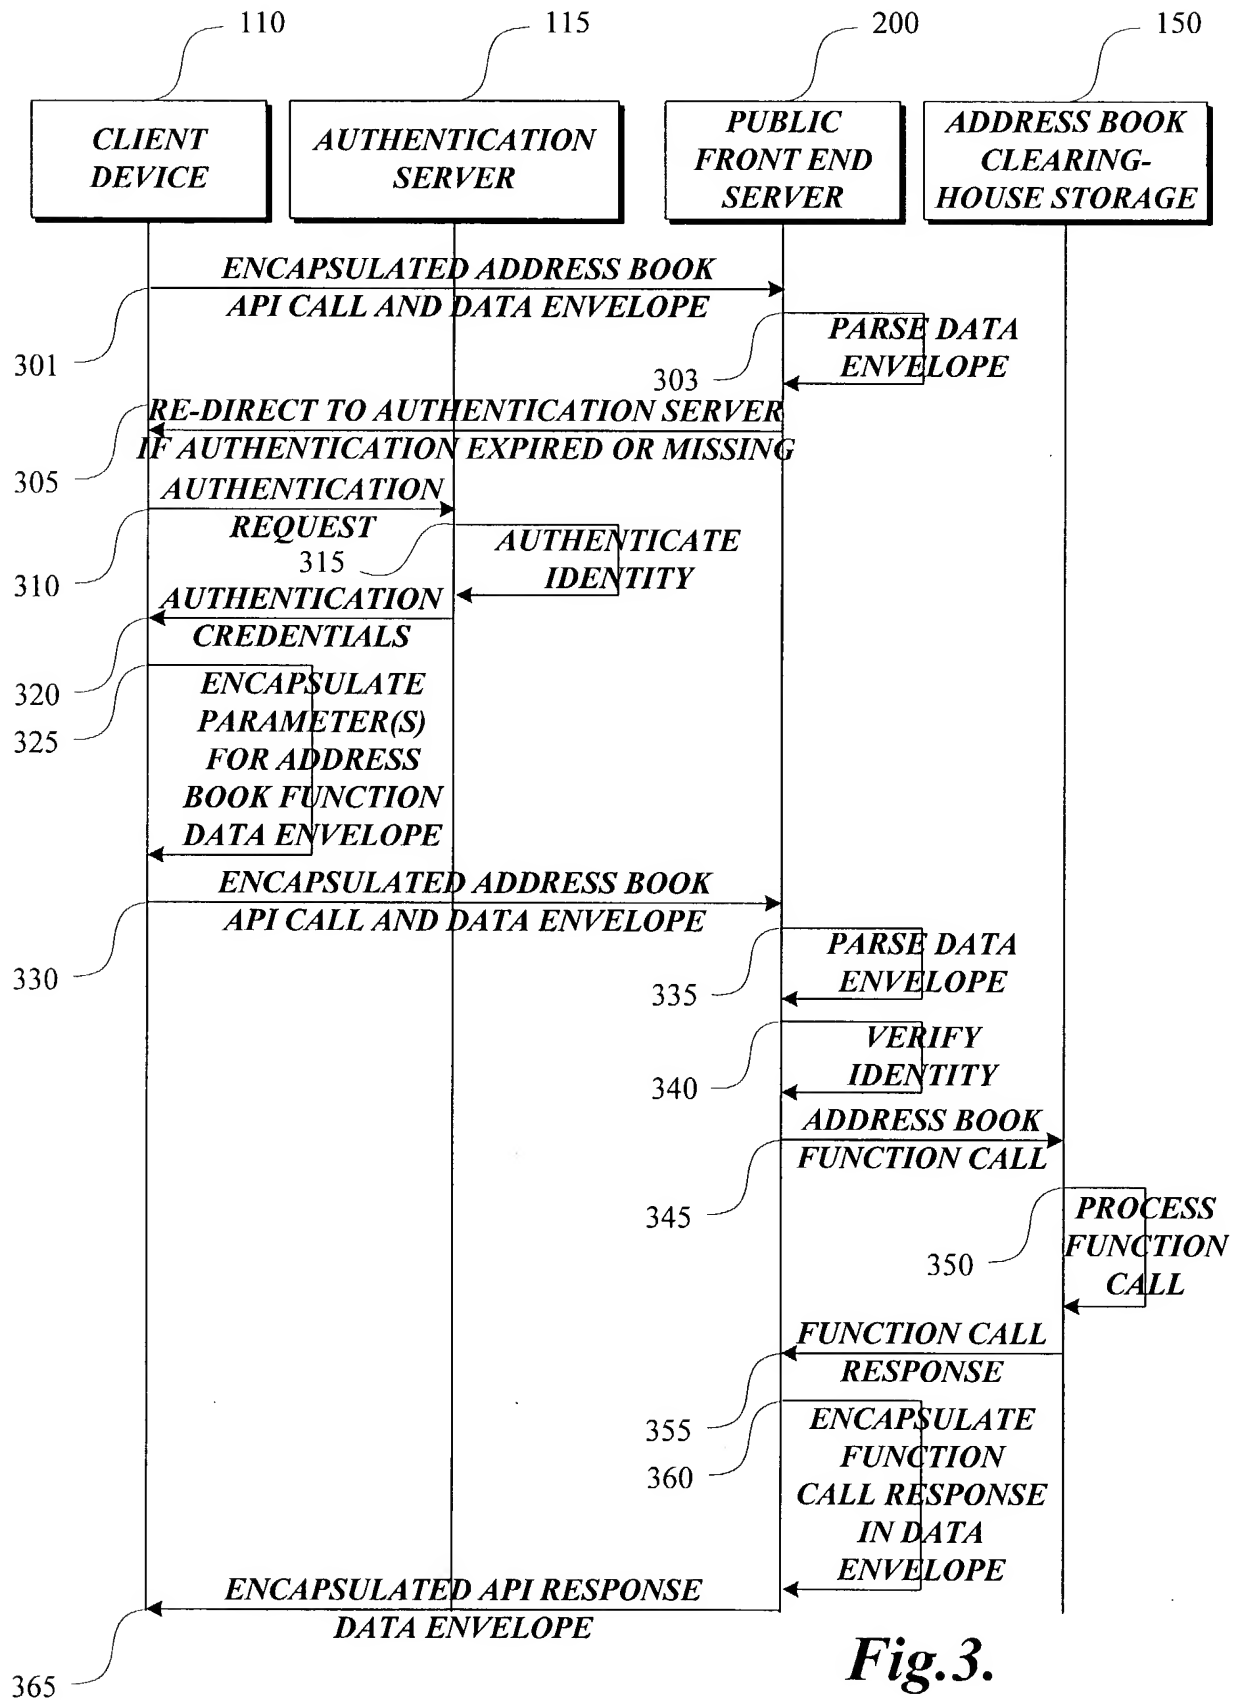 110
115
200
150
CLIENT
DEVICE
AUTHENTICATION
SERVER
PUBLIC
FRONT END
SERVER
ADDRESS BOOK
CLEARING-
HOUSE STORAGE
ENCAPSULATED ADDRESS BOOK
API CALL AND DATA ENVELOPE
301
PARSE DATA
ENVELOPE
303
RE-DIRECT TO AUTHENTICATION SERVER
IF AUTHENTICATION EXPIRED OR MISSING
305
AUTHENTICATION
REQUEST
310
AUTHENTICATE
IDENTITY
315
AUTHENTICATION
CREDENTIALS
320
ENCAPSULATE
PARAMETER(S)
FOR ADDRESS
BOOK FUNCTION
DATA ENVELOPE
325
ENCAPSULATED ADDRESS BOOK
API CALL AND DATA ENVELOPE
330
PARSE DATA
ENVELOPE
335
VERIFY
IDENTITY
340
ADDRESS BOOK
FUNCTION CALL
345
PROCESS
FUNCTION
CALL
350
FUNCTION CALL
RESPONSE
355
ENCAPSULATE
FUNCTION
CALL RESPONSE
IN DATA
ENVELOPE
360
ENCAPSULATED API RESPONSE
DATA ENVELOPE
365
Fig.3.